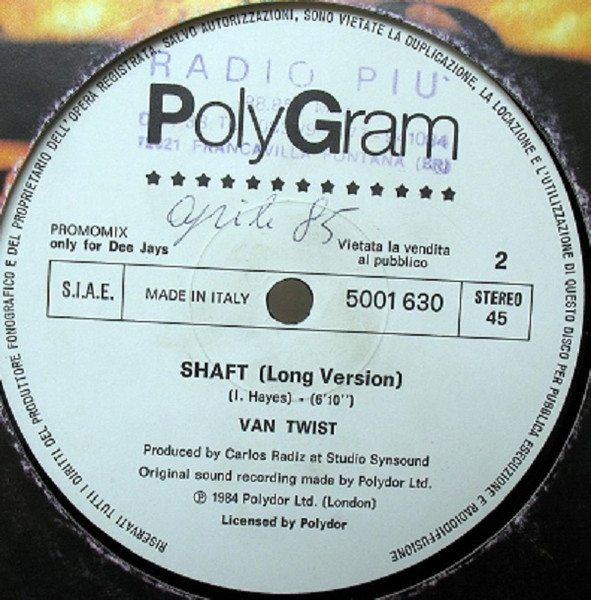 RISERVATI TUTTI I DIRITTI DEL PRODUTTORE FONOGRAFICO E DEL PROPRIETARIO DELL'OPERA REGISTRATA. SALVO AUTORIZZAZIONI, SONO VIETATE LA DUPLICAZIONE, LA LOCAZIONE E L'UTILIZZAZIONE DI QUESTO DISCO PER PUBBLICA ESECUZIONE E RADIODIFFUSIONE
RADIO PIU'
PolyGram
72021 FRANCAVILLA FONTANA (BR)
aprile 85
PROMOMIX
only for Dee Jays
Vietata la vendita
al pubblico
2
S.I.A.E.
MADE IN ITALY
5001 630
STEREO
45
SHAFT (Long Version)
(I. Hayes) - (6'10'')
VAN TWIST
Produced by Carlos Radiz at Studio Synsound
Original sound recording made by Polydor Ltd.
℗ 1984 Polydor Ltd. (London)
Licensed by Polydor